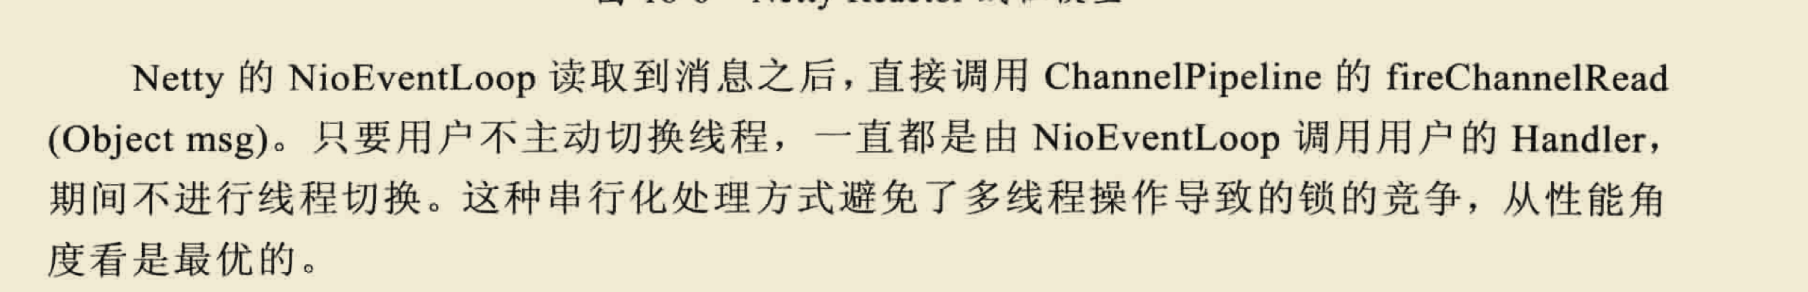 Netty 的 NioEventLoop 读取到消息之后，直接调用 ChannelPipeline 的 fireChannelRead
(Object msg)。只要用户不主动切换线程，一直都是由 NioEventLoop 调用用户的 Handler，
期间不进行线程切换。这种串行化处理方式避免了多线程操作导致的锁的竞争，从性能角
度看是最优的。